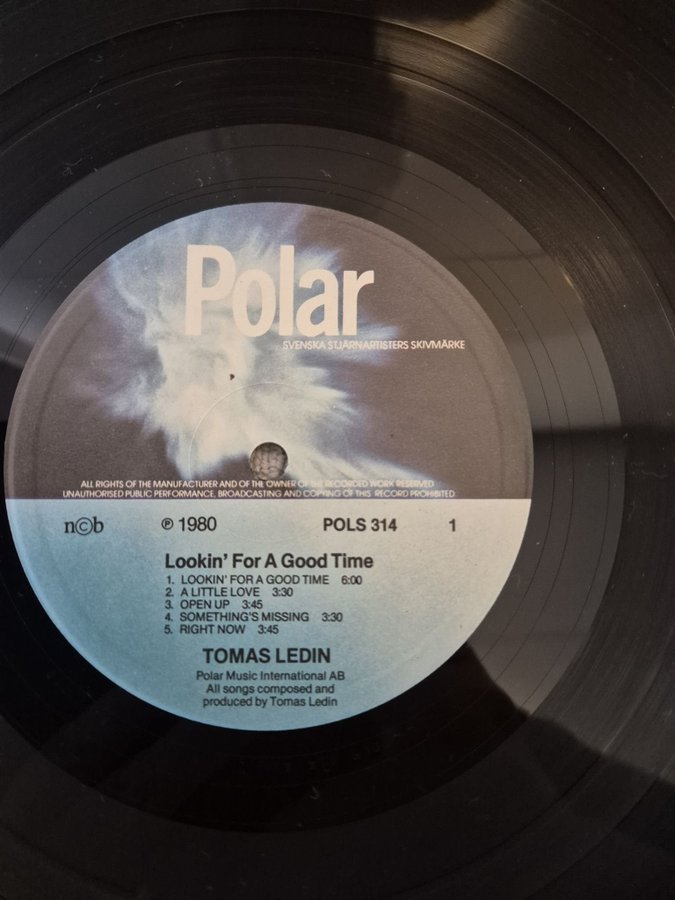 Polar
SVENSKA STJÄRNARTISTERS SKIVMÄRKE
ALL RIGHTS OF THE MANUFACTURER AND OF THE OWNER OF THE RECORDED WORK RESERVED
UNAUTHORISED PUBLIC PERFORMANCE, BROADCASTING AND COPYING OF THIS RECORD PROHIBITED
n©b ℗ 1980 POLS 314 1
Lookin' For A Good Time
1. LOOKIN' FOR A GOOD TIME 6:00
2. A LITTLE LOVE 3:30
3. OPEN UP 3:45
4. SOMETHING'S MISSING 3:30
5. RIGHT NOW 3:45
TOMAS LEDIN
Polar Music International AB
All songs composed and
produced by Tomas Ledin